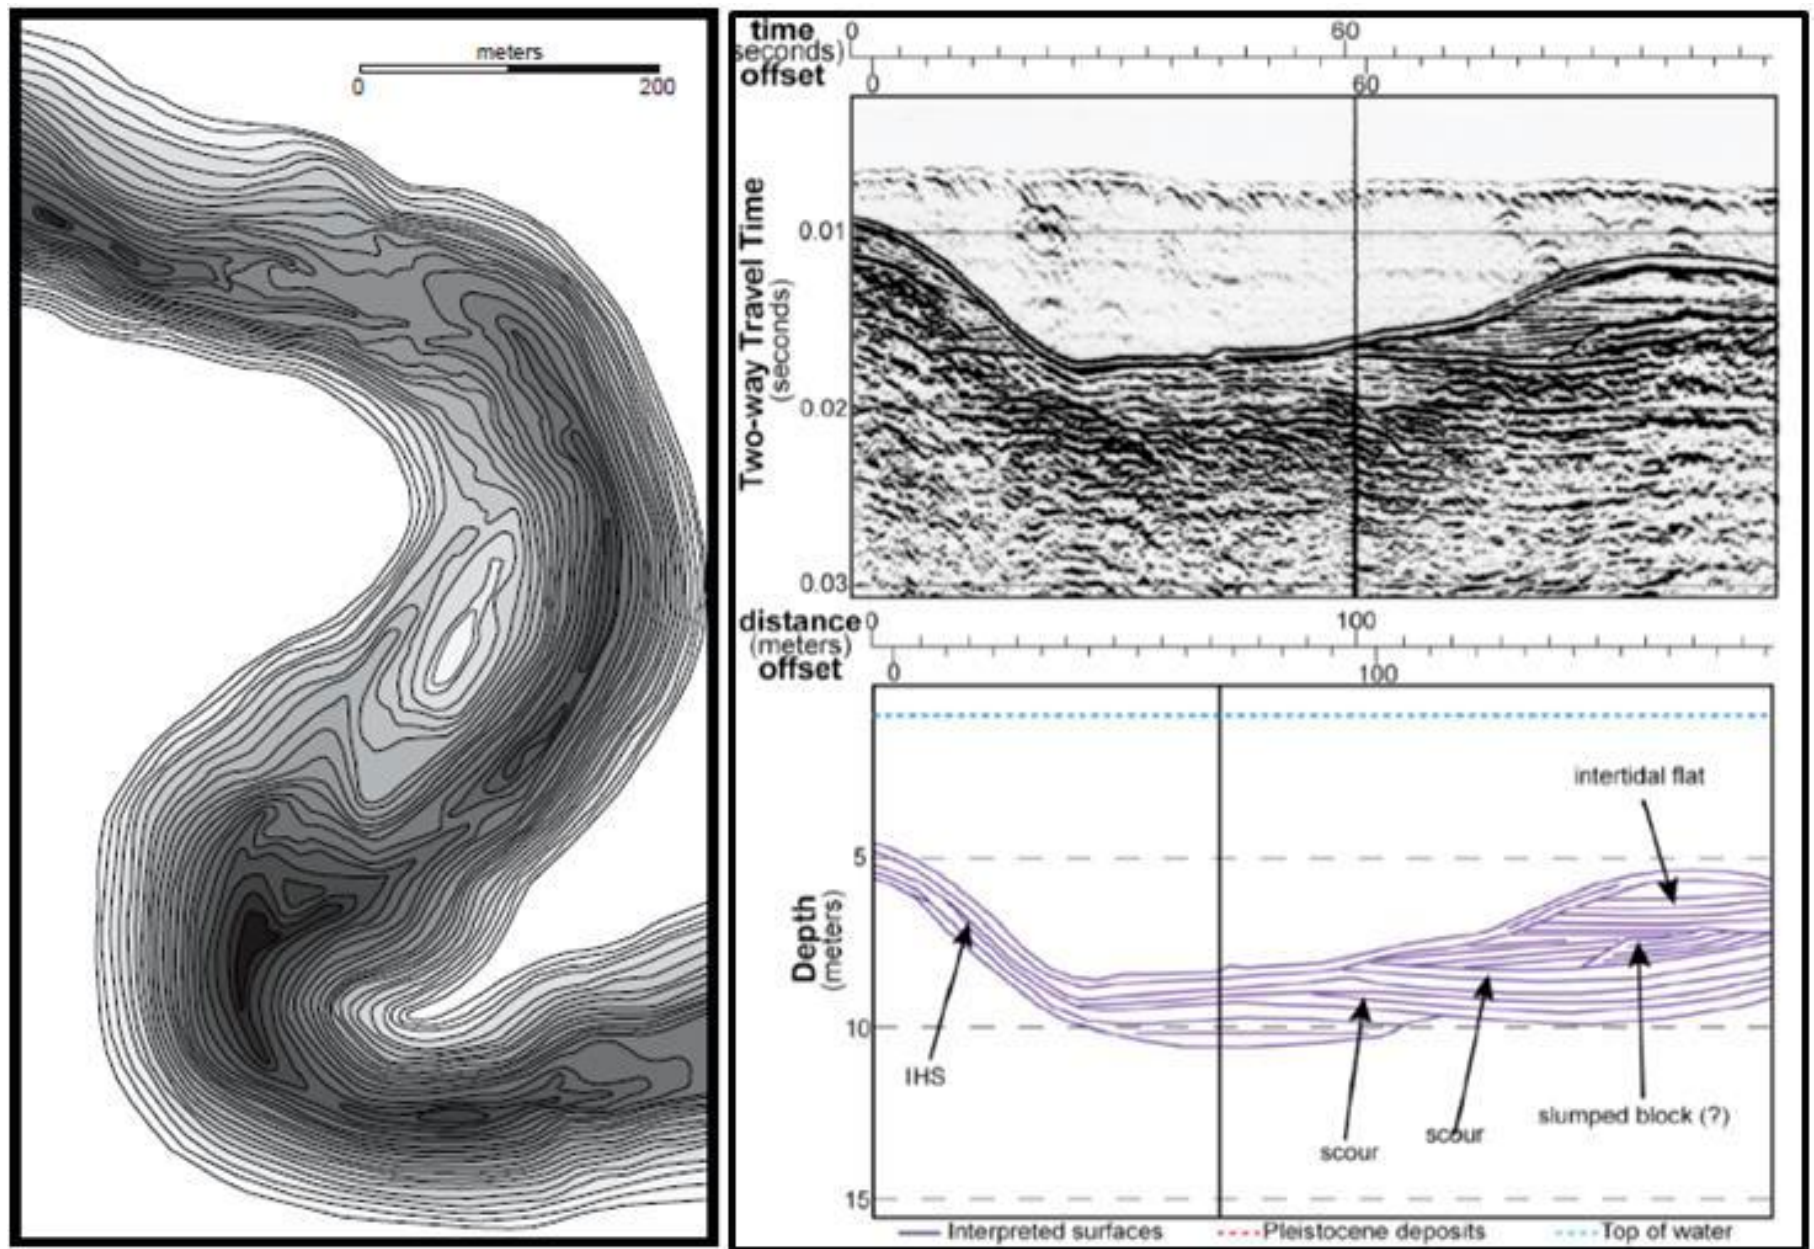 meters
0 200
time 0 60
(seconds)
offset 0 60
Two-way Travel Time
(seconds)
0.01
0.02
0.03
distance 0 100
(meters)
offset 0 100
Depth
(meters)
5
10
15
intertidal flat
IHS
scour
scour
slumped block (?)
Interpreted surfaces Pleistocene deposits Top of water